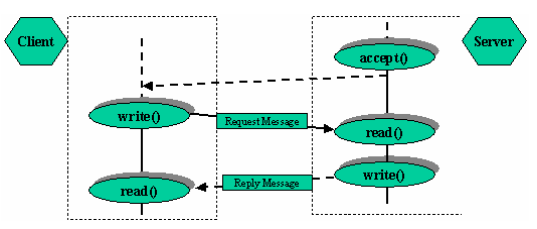 Client
Server
accept()
write()
Request Message
read()
write()
Reply Message
read()